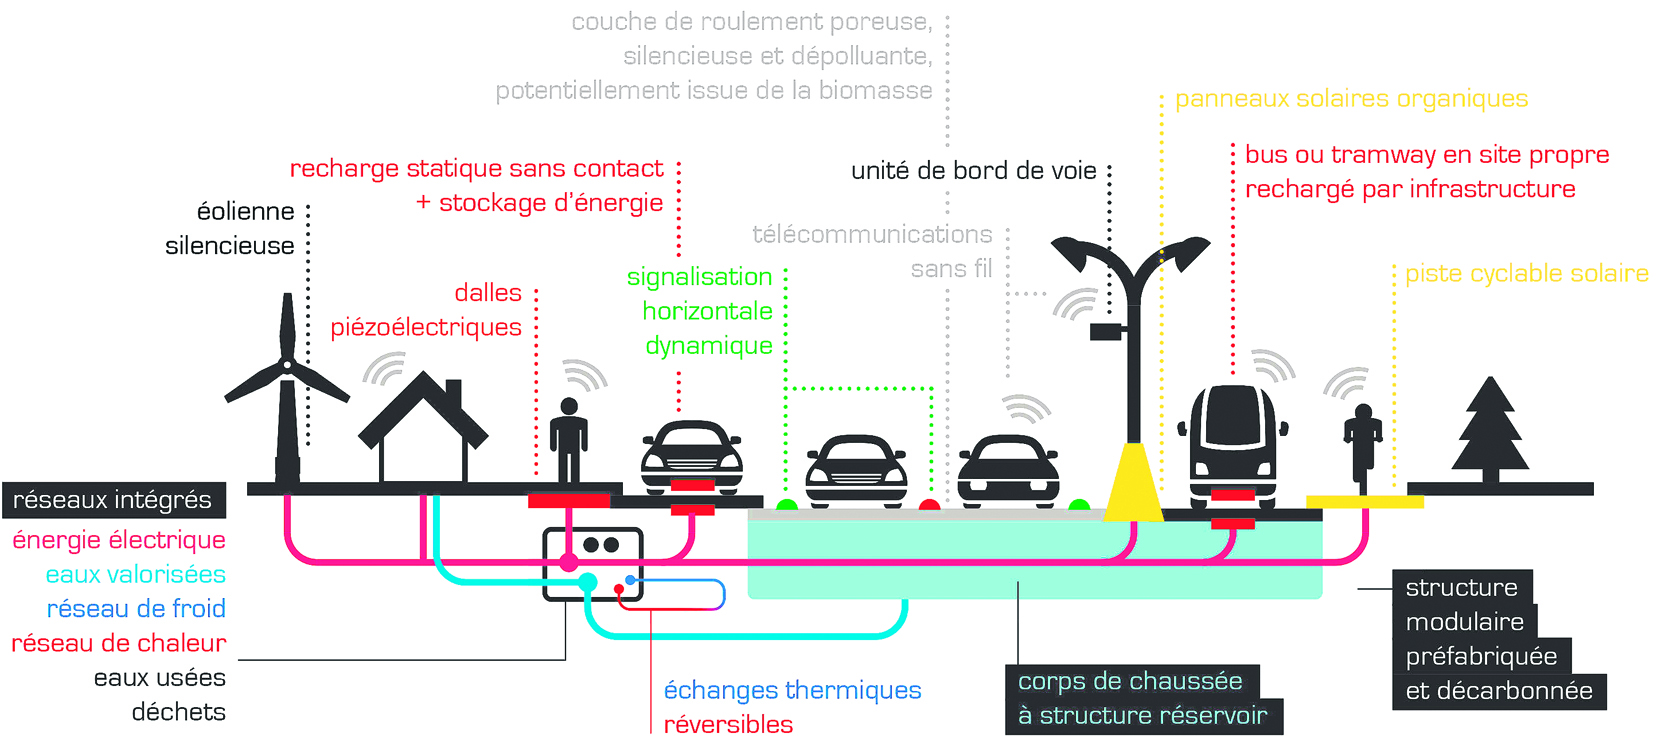 couche de roulement poreuse,
silencieuse et dépolluante,
potentiellement issue de la biomasse
panneaux solaires organiques
recharge statique sans contact
+ stockage d'énergie
unité de bord de voie
bus ou tramway en site propre
rechargé par infrastructure
éolienne
silencieuse
télécommunications
sans fil
signalisation
horizontale
dynamique
piste cyclable solaire
dalles
piézoélectriques
réseaux intégrés
énergie électrique
eaux valorisées
réseau de froid
réseau de chaleur
eaux usées
déchets
échanges thermiques
réversibles
corps de chaussée
à structure réservoir
structure
modulaire
préfabriquée
et décarbonnée